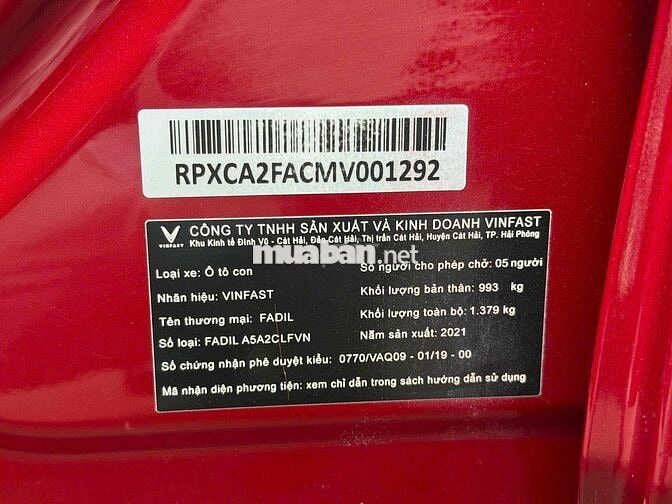 RPXCA2FACMV001292
VINFAST
CÔNG TY TNHH SẢN XUẤT VÀ KINH DOANH VINFAST
Khu Kinh tế Đình Vũ - Cát Hải, Đảo Cát Hải, Thị trấn Cát Hải, Huyện Cát Hải, TP. Hải Phòng
muaban.net
Loại xe: Ô tô con
Số người cho phép chở: 05 người
Nhãn hiệu: VINFAST
Khối lượng bản thân: 993 kg
Tên thương mại: FADIL
Khối lượng toàn bộ: 1.379 kg
Số loại: FADIL A5A2CLFVN
Năm sản xuất: 2021
Số chứng nhận phê duyệt kiểu: 0770/VAQ09 - 01/19 - 00
Mã nhận diện phương tiện: xem chỉ dẫn trong sách hướng dẫn sử dụng